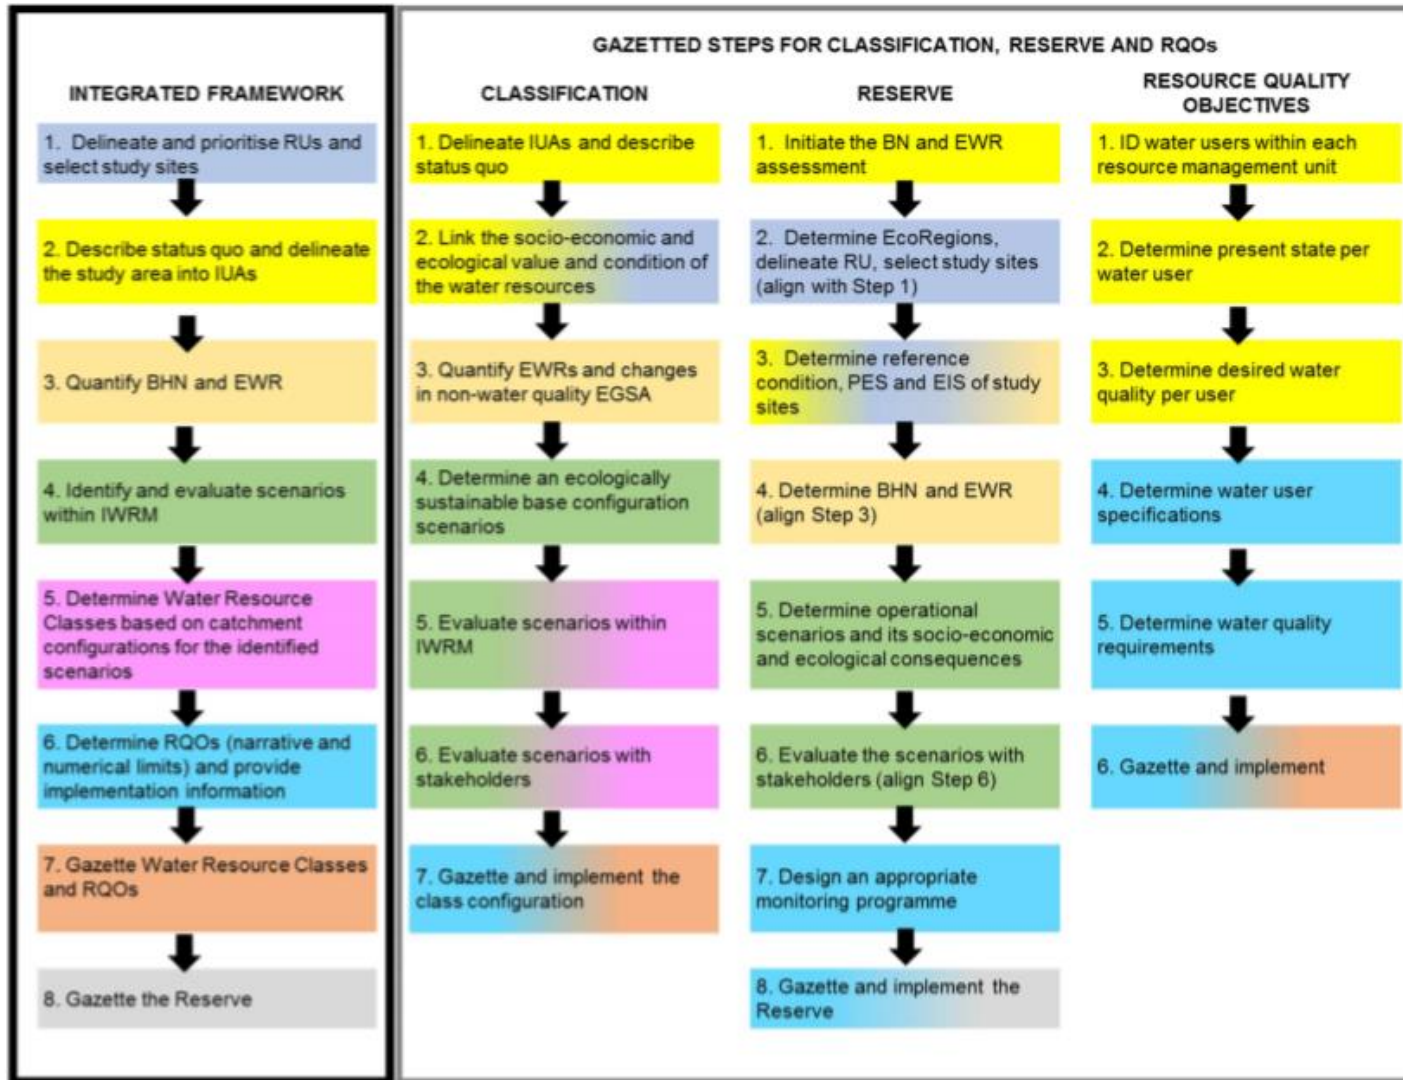 GAZETTED STEPS FOR CLASSIFICATION, RESERVE AND RQOs
INTEGRATED FRAMEWORK
1. Delineate and prioritise RUs and
select study sites
2. Describe status quo and delineate
the study area into IUAs
3. Quantify BHN and EWR
4. Identify and evaluate scenarios
within IWRM
5. Determine Water Resource
Classes based on catchment
configurations for the identified
scenarios
6. Determine RQOs (narrative and
numerical limits) and provide
implementation information
7. Gazette Water Resource Classes
and RQOs
8. Gazette the Reserve
CLASSIFICATION
1. Delineate IUAs and describe
status quo
2. Link the socio-economic and
ecological value and condition of
the water resources
3. Quantify EWRs and changes
in non-water quality EGSA
4. Determine an ecologically
sustainable base configuration
scenarios
5. Evaluate scenarios within
IWRM
6. Evaluate scenarios with
stakeholders
7. Gazette and implement the
class configuration
RESERVE
1. Initiate the BN and EWR
assessment
2. Determine EcoRegions,
delineate RU, select study sites
(align with Step 1)
3. Determine reference
condition, PES and EIS of study
sites
4. Determine BHN and EWR
(align Step 3)
5. Determine operational
scenarios and its socio-economic
and ecological consequences
6. Evaluate the scenarios with
stakeholders (align Step 6)
7. Design an appropriate
monitoring programme
8. Gazette and implement the
Reserve
RESOURCE QUALITY
OBJECTIVES
1. ID water users within each
resource management unit
2. Determine present state per
water user
3. Determine desired water
quality per user
4. Determine water user
specifications
5. Determine water quality
requirements
6. Gazette and implement